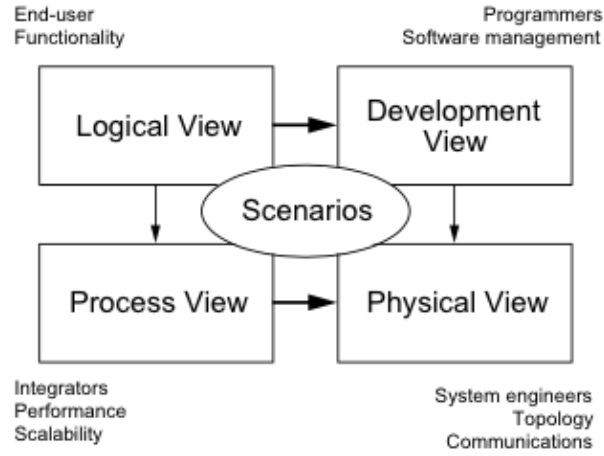 End-user
Functionality
Programmers
Software management
Logical View
Development
View
Scenarios
Process View
Physical View
Integrators
Performance
Scalability
System engineers
Topology
Communications